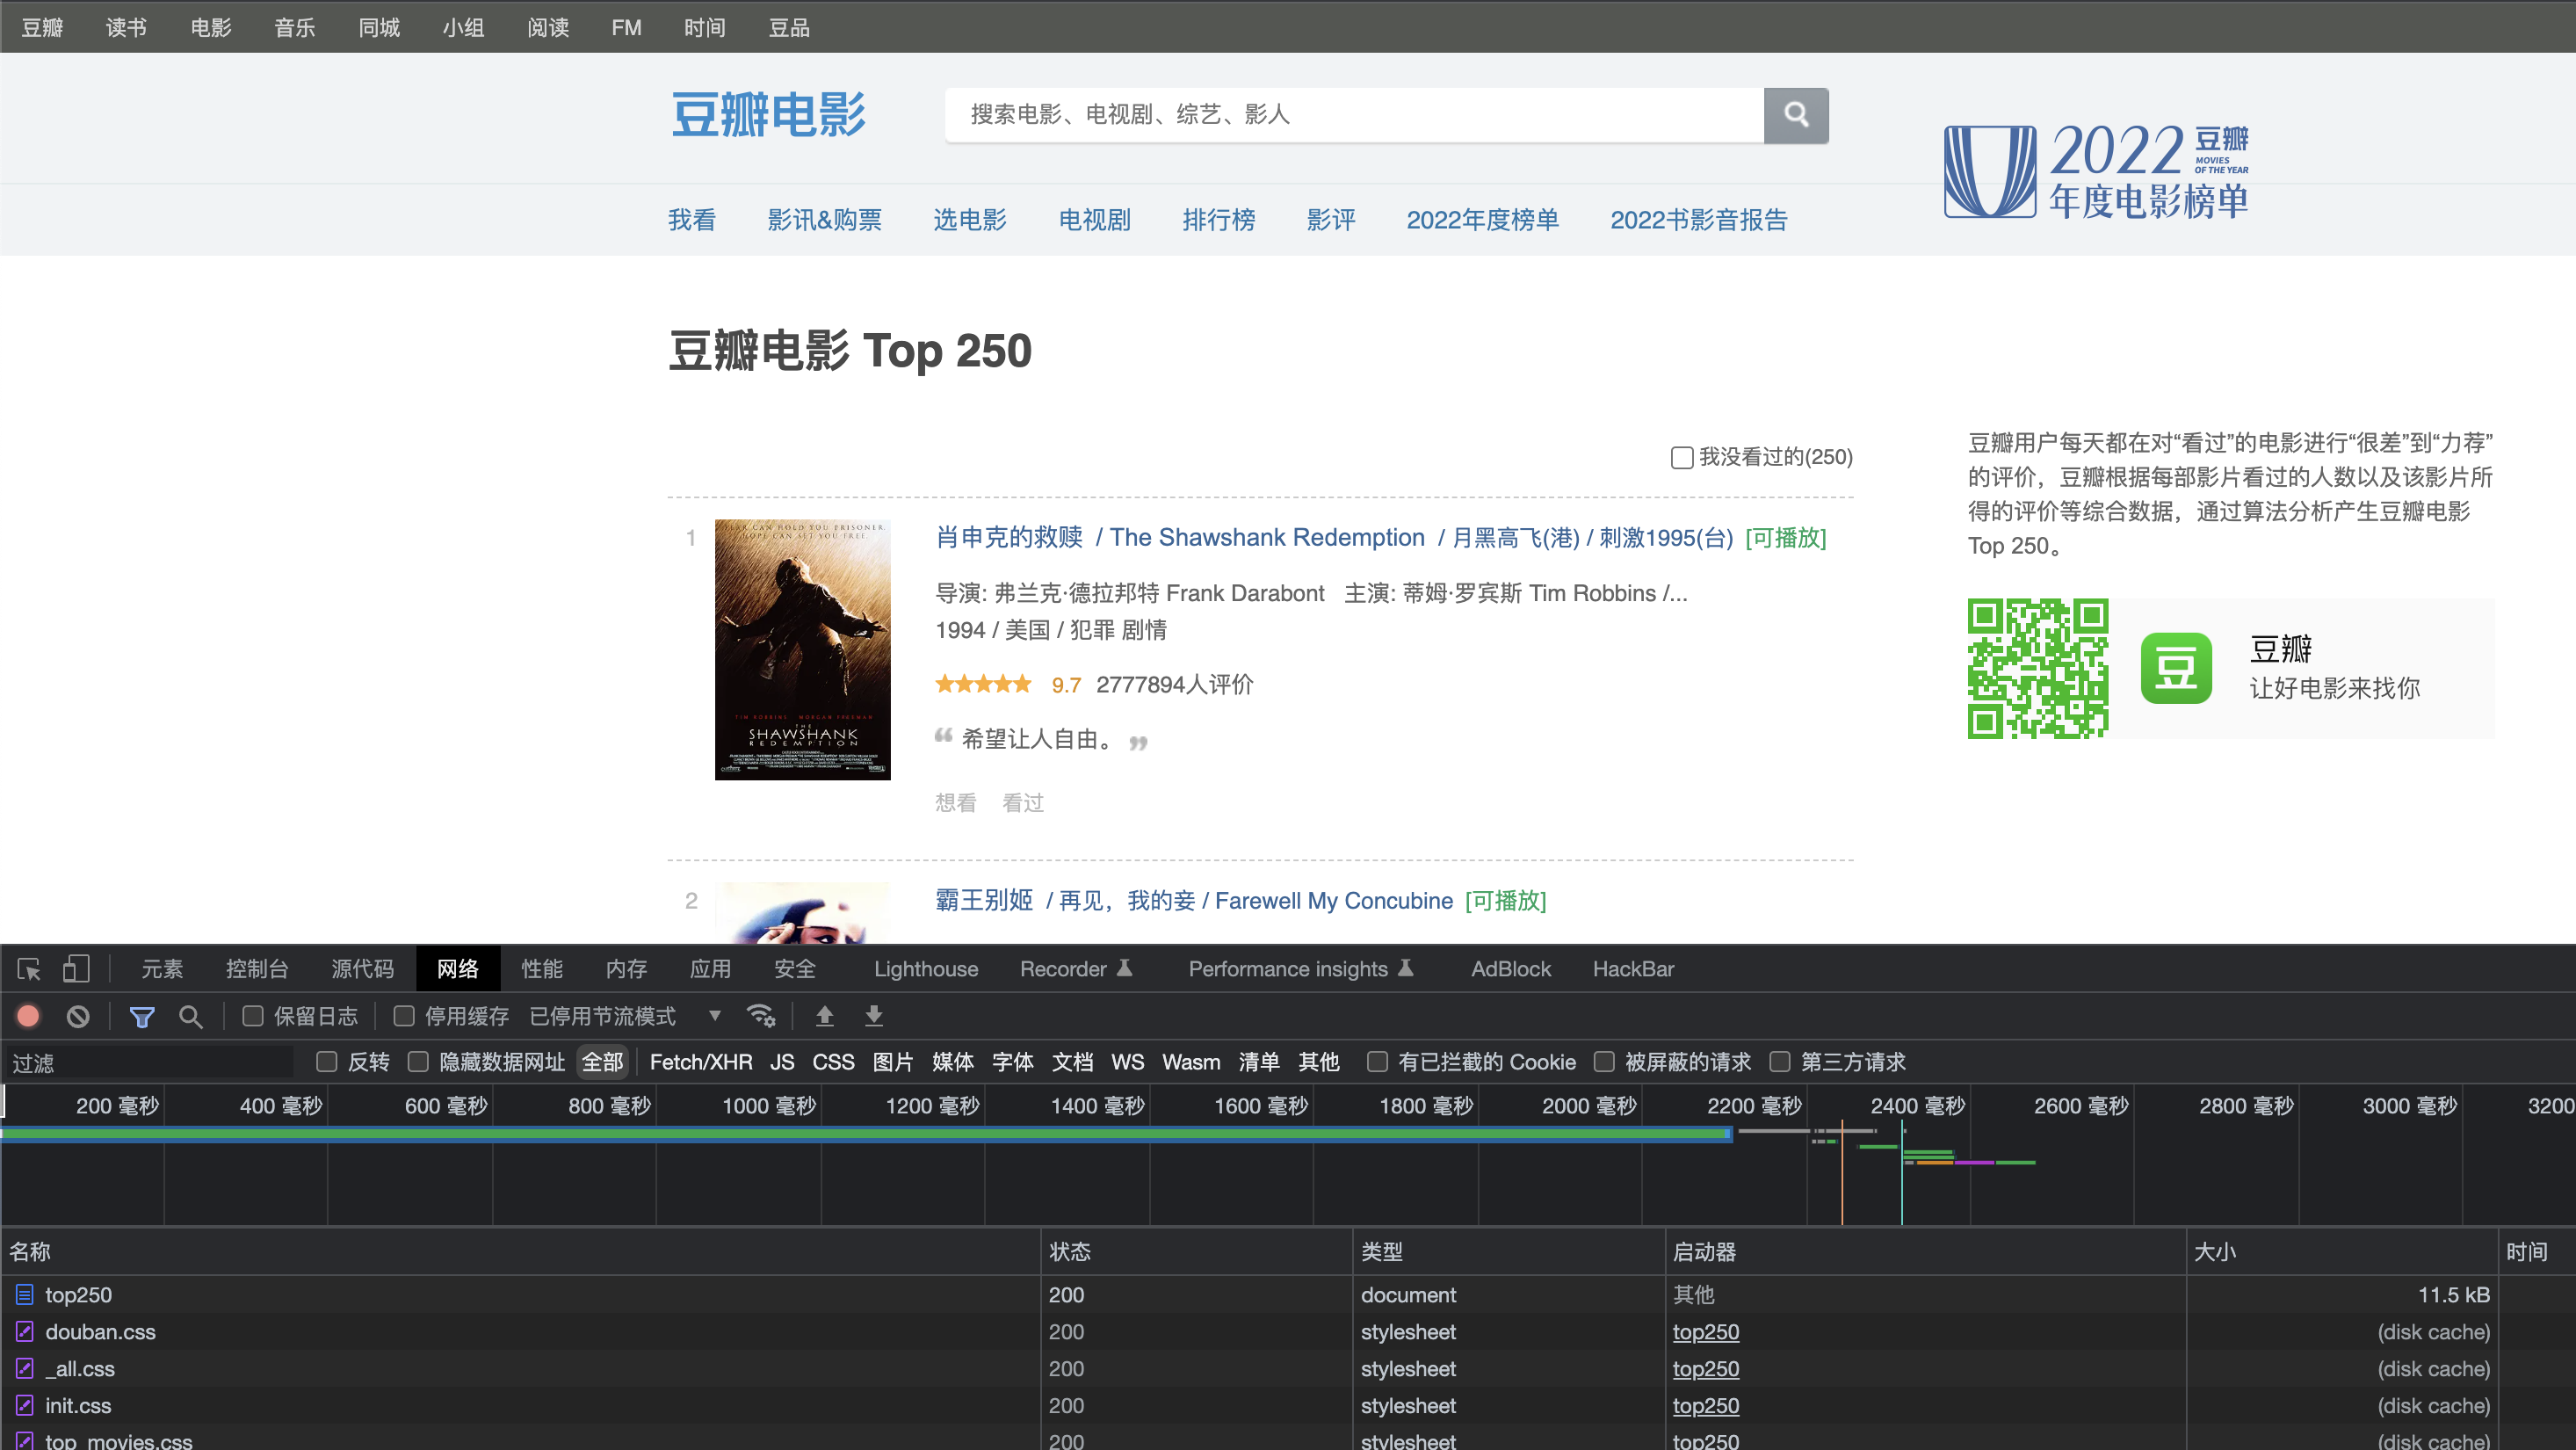 豆瓣 读书 电影 音乐 同城 小组 阅读 FM 时间 豆品
豆瓣电影
搜索电影、电视剧、综艺、影人
2022 豆瓣
MOVIES
OF THE YEAR
年度电影榜单
我看 影讯&购票 选电影 电视剧 排行榜 影评 2022年度榜单 2022书影音报告
豆瓣电影 Top 250
我没看过的(250)
豆瓣用户每天都在对“看过”的电影进行“很差”到“力荐”
的评价，豆瓣根据每部影片看过的人数以及该影片所
得的评价等综合数据，通过算法分析产生豆瓣电影
Top 250。
1
FEAR CAN HOLD YOU PRISONER.
HOPE CAN SET YOU FREE.
TIM ROBBINS MORGAN FREEMAN
THE
SHAWSHANK
REDEMPTION
肖申克的救赎 / The Shawshank Redemption / 月黑高飞(港) / 刺激1995(台) [可播放]
导演: 弗兰克·德拉邦特 Frank Darabont 主演: 蒂姆·罗宾斯 Tim Robbins /...
1994 / 美国 / 犯罪 剧情
9.7 2777894人评价
“ 希望让人自由。 ”
想看 看过
豆
豆瓣
让好电影来找你
2 霸王别姬 / 再见，我的妾 / Farewell My Concubine [可播放]
元素 控制台 源代码 网络 性能 内存 应用 安全 Lighthouse Recorder Performance insights AdBlock HackBar
保留日志 停用缓存 已停用节流模式 ▼
过滤 反转 隐藏数据网址 全部 Fetch/XHR JS CSS 图片 媒体 字体 文档 WS Wasm 清单 其他 有已拦截的 Cookie 被屏蔽的请求 第三方请求
200 毫秒 400 毫秒 600 毫秒 800 毫秒 1000 毫秒 1200 毫秒 1400 毫秒 1600 毫秒 1800 毫秒 2000 毫秒 2200 毫秒 2400 毫秒 2600 毫秒 2800 毫秒 3000 毫秒 3200
名称 状态 类型 启动器 大小 时间
top250 200 document 其他 11.5 kB
douban.css 200 stylesheet top250 (disk cache)
_all.css 200 stylesheet top250 (disk cache)
init.css 200 stylesheet top250 (disk cache)
top_movies.css 200 stylesheet top250 (disk cache)